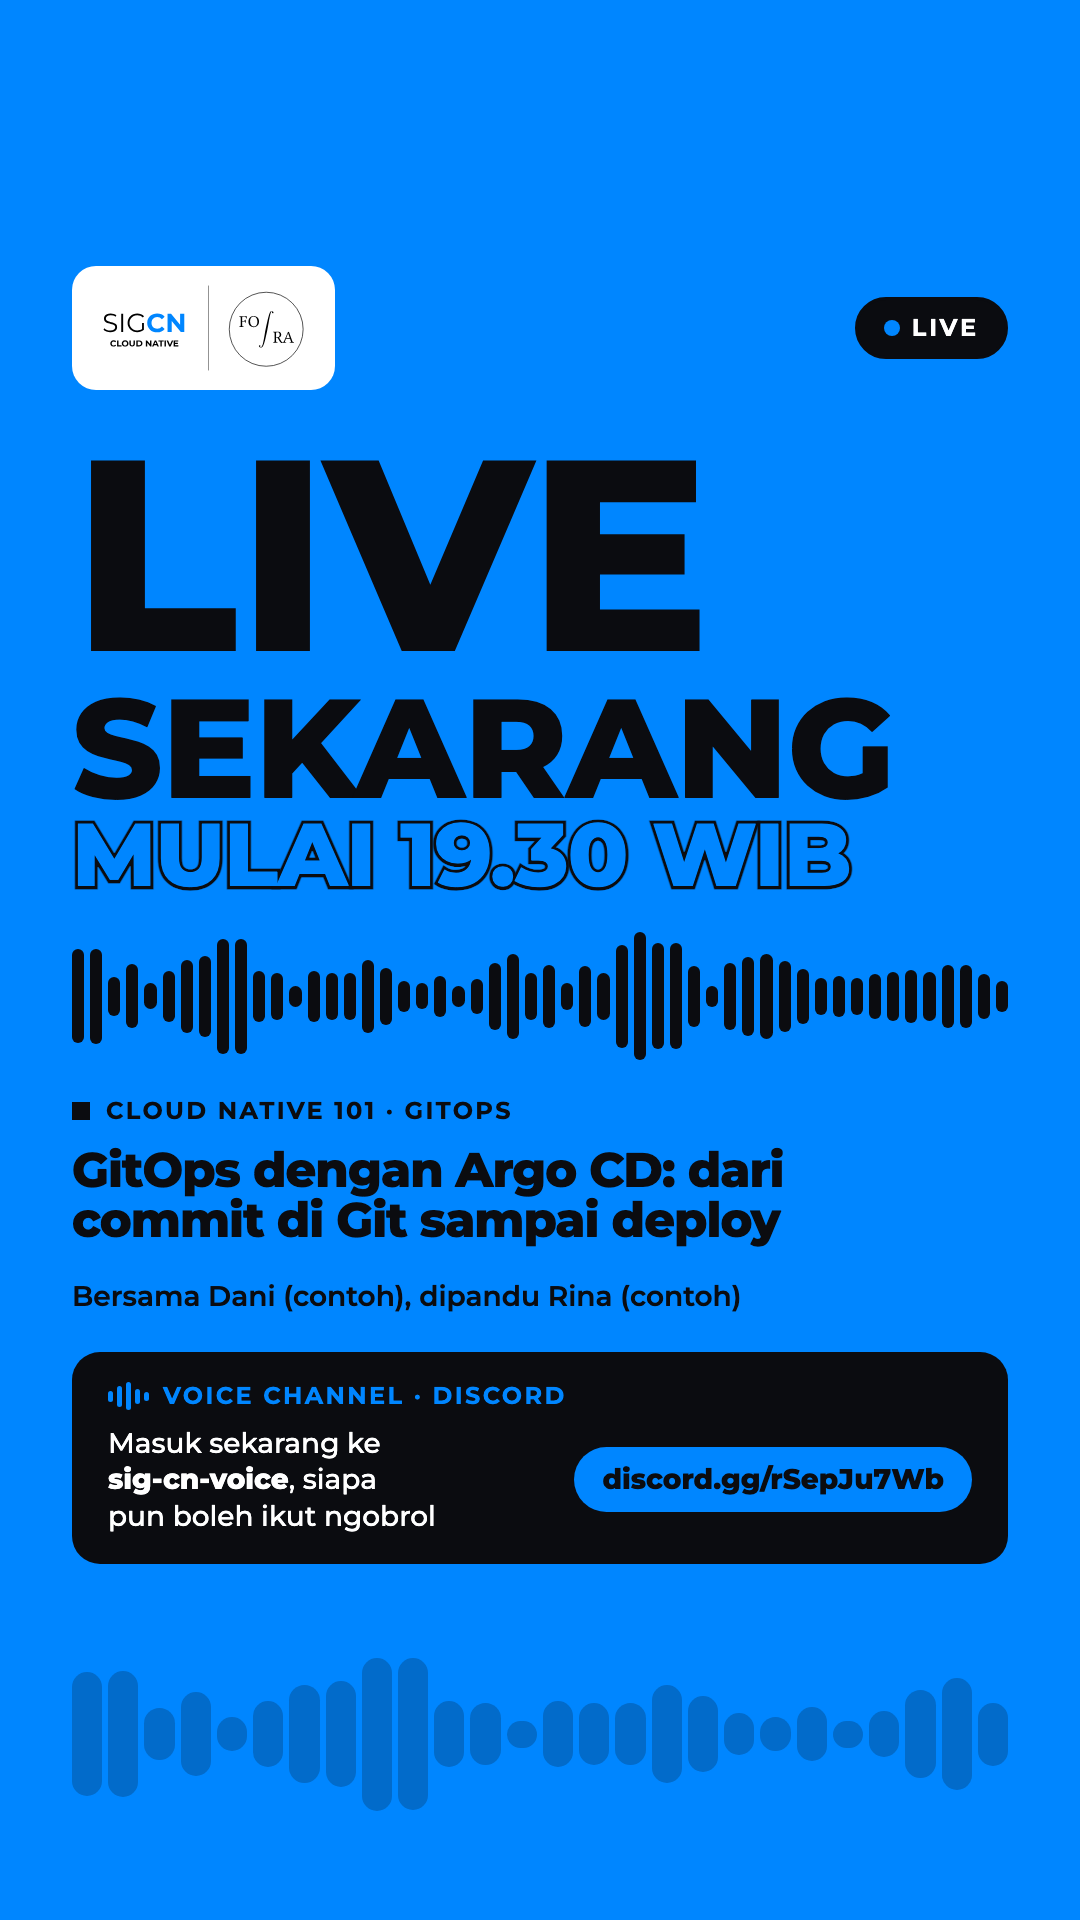 SIGCN
CLOUD NATIVE
FO
RA
LIVE
LIVE
SEKARANG
MULAI 19.30 WIB
CLOUD NATIVE 101 · GITOPS
GitOps dengan Argo CD: dari
commit di Git sampai deploy
Bersama Dani (contoh), dipandu Rina (contoh)
VOICE CHANNEL · DISCORD
Masuk sekarang ke
sig-cn-voice, siapa
pun boleh ikut ngobrol
discord.gg/rSepJu7Wb